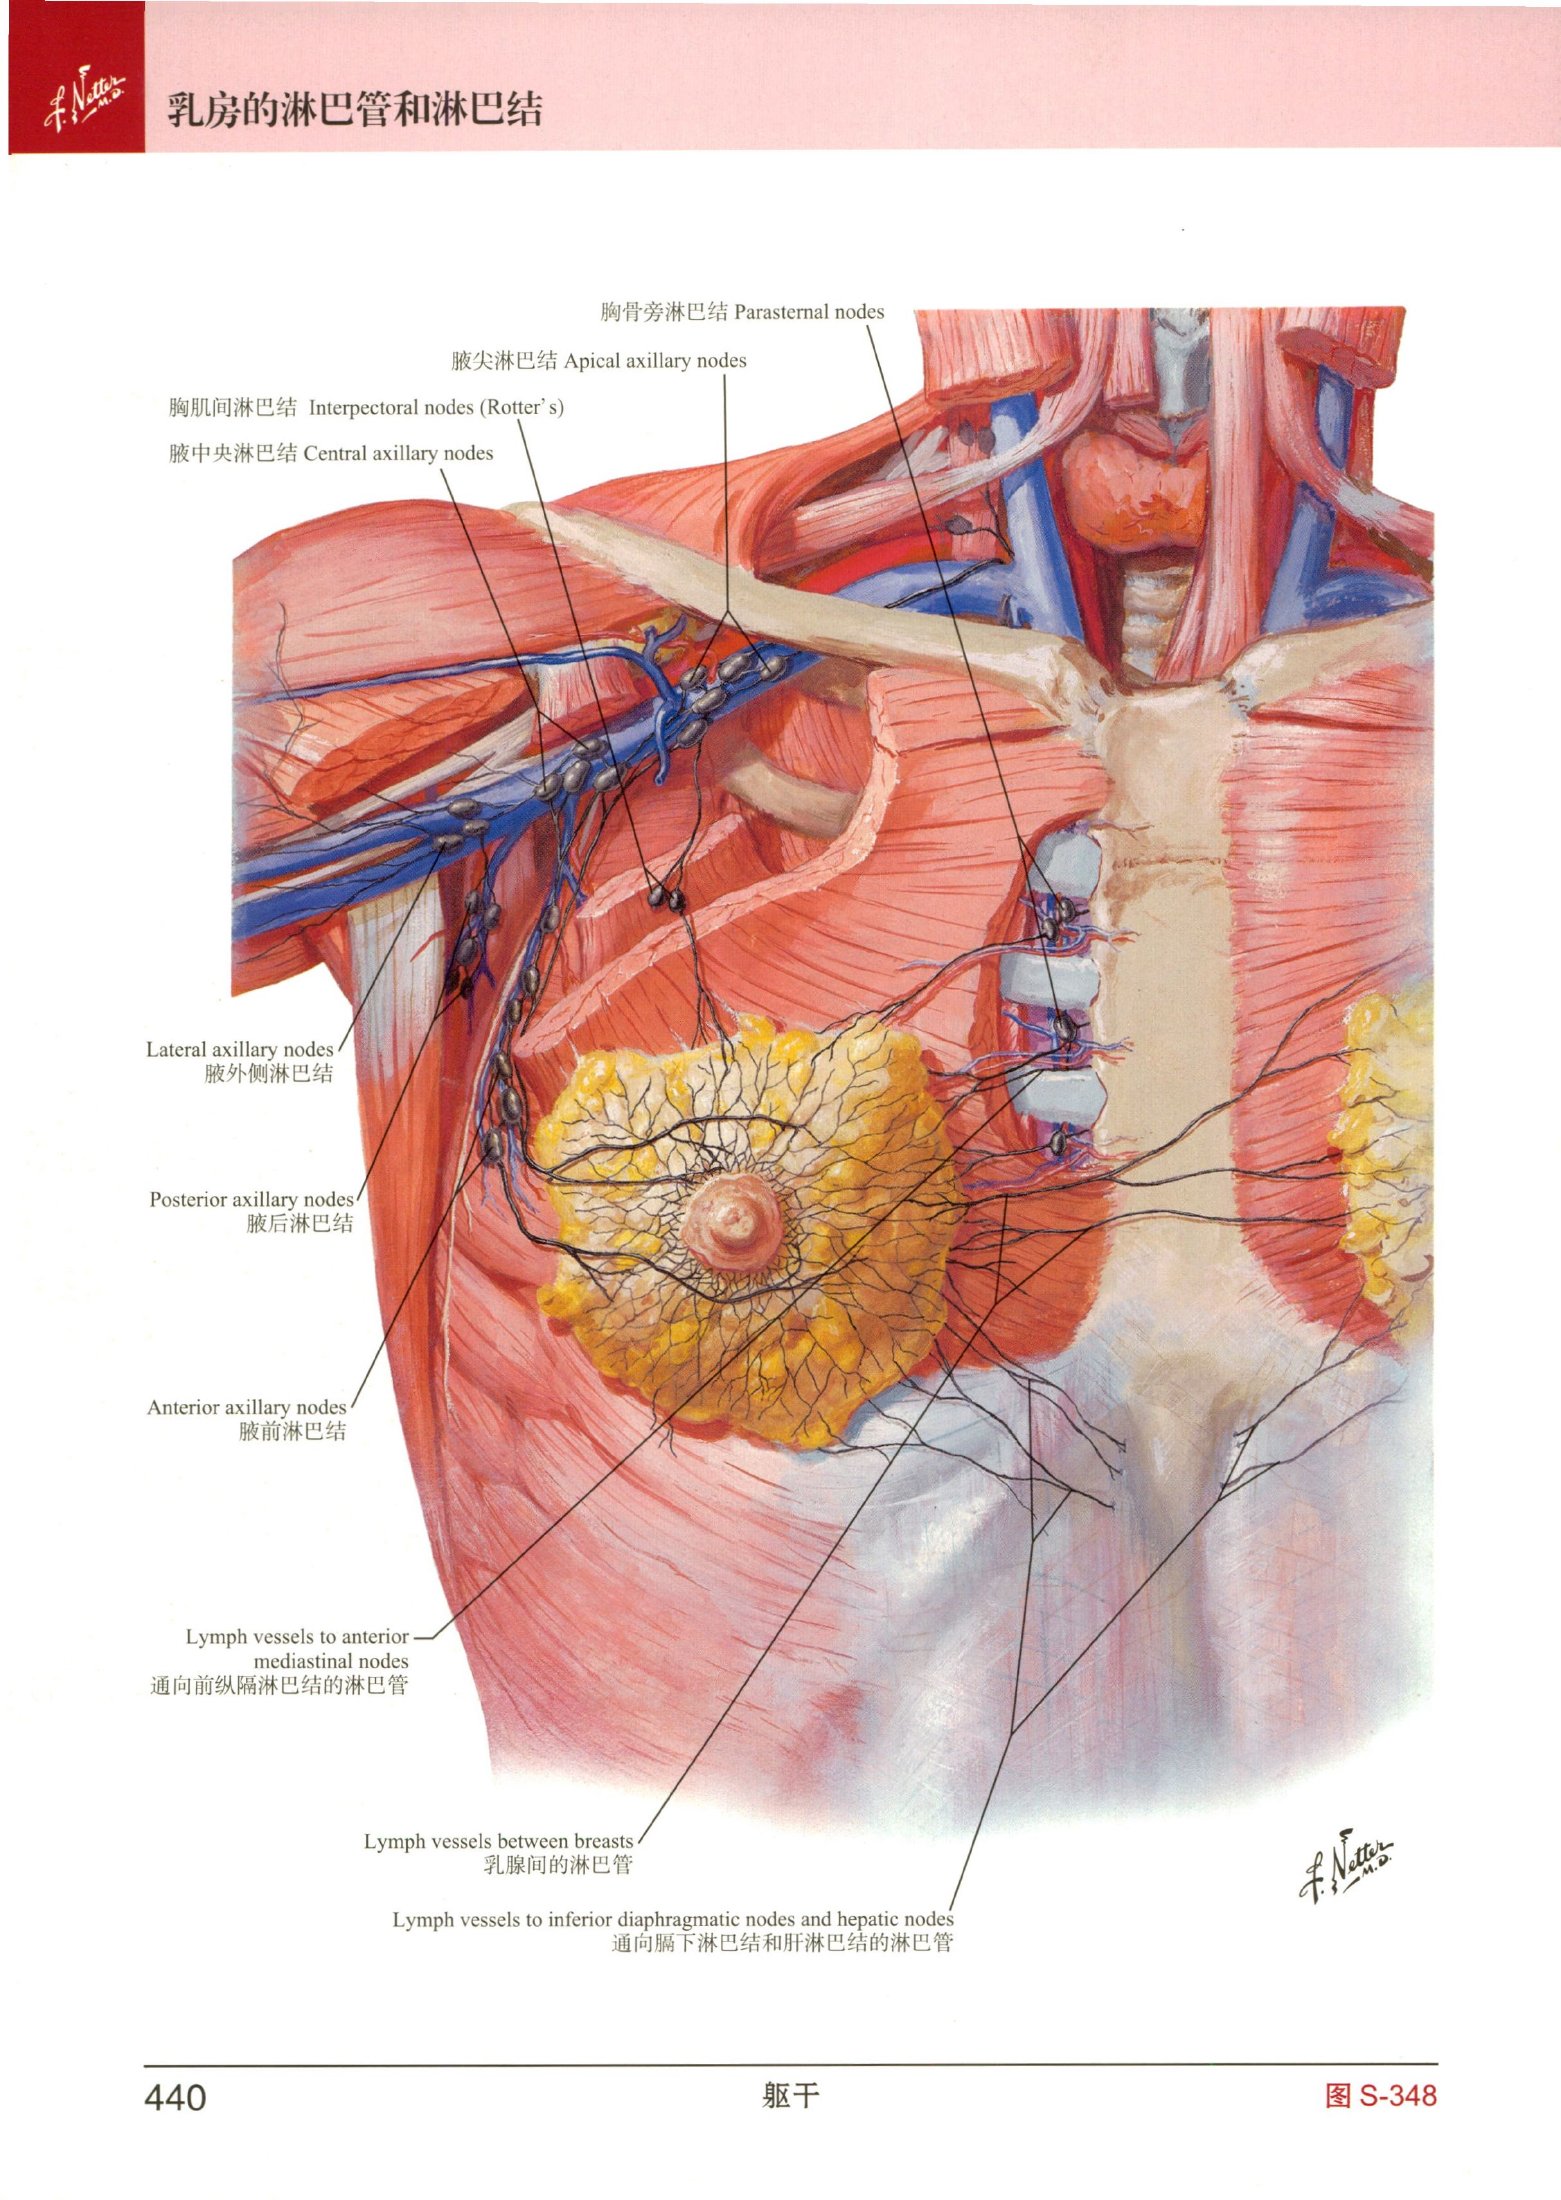 F. Netter M.D.
乳房的淋巴管和淋巴结
胸骨旁淋巴结 Parasternal nodes
腋尖淋巴结 Apical axillary nodes
胸肌间淋巴结 Interpectoral nodes (Rotter's)
腋中央淋巴结 Central axillary nodes
Lateral axillary nodes
腋外侧淋巴结
Posterior axillary nodes
腋后淋巴结
Anterior axillary nodes
腋前淋巴结
Lymph vessels to anterior
mediastinal nodes
通向前纵隔淋巴结的淋巴管
Lymph vessels between breasts
乳腺间的淋巴管
F. Netter M.D.
Lymph vessels to inferior diaphragmatic nodes and hepatic nodes
通向膈下淋巴结和肝淋巴结的淋巴管
440
躯干
图 S-348